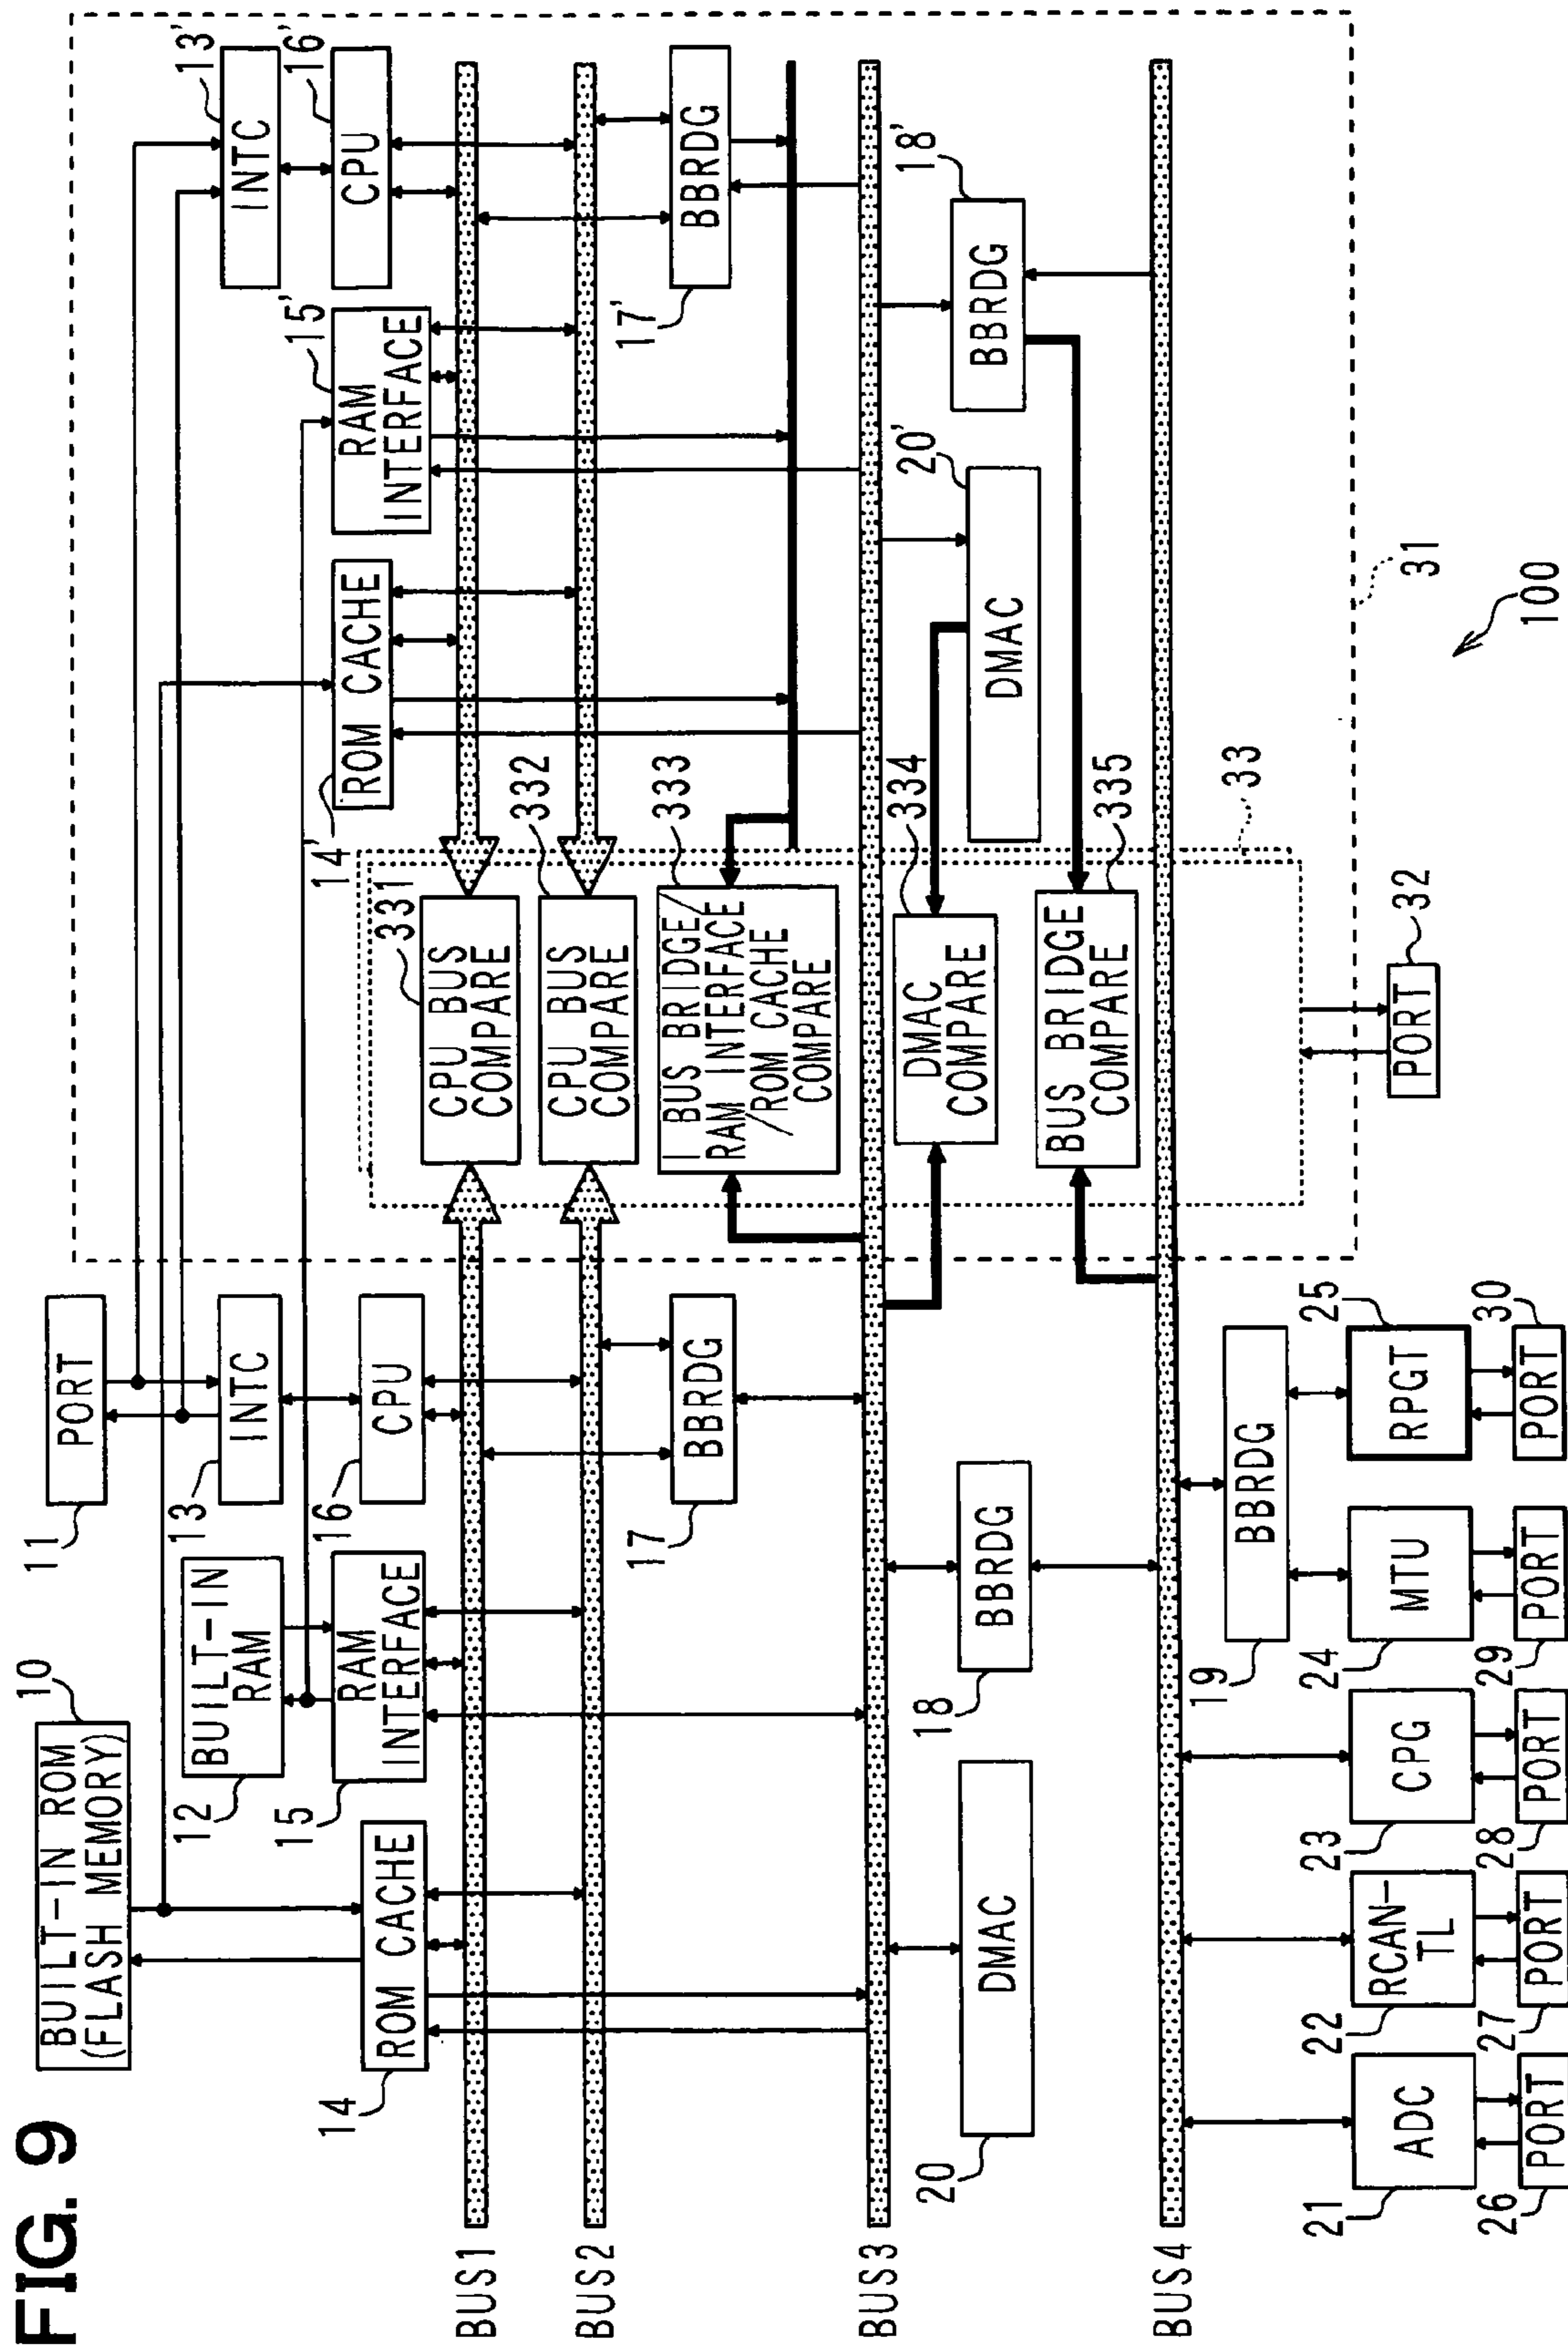 FIG. 9
BUILT-IN ROM
(FLASH MEMORY)
10
PORT
11
BUILT-IN
RAM
12
INTC
13
INTC
13'
ROM CACHE
14
RAM
INTERFACE
15
CPU
16
ROM CACHE
14'
RAM
INTERFACE
15'
CPU
16'
BUS1
CPU BUS
COMPARE
331
BUS2
CPU BUS
COMPARE
332
BBRDG
17
I BUS BRIDGE/
RAM INTERFACE
/ROM CACHE
COMPARE
333
BBRDG
17'
BUS3
DMAC
20
BBRDG
18
DMAC
COMPARE
334
DMAC
20'
BBRDG
18'
BUS BRIDGE
COMPARE
335
BUS4
BBRDG
19
33
ADC
21
RCAN-
TL
22
CPG
23
MTU
24
RPGT
25
PORT
32
31
PORT
26
PORT
27
PORT
28
PORT
29
PORT
30
100